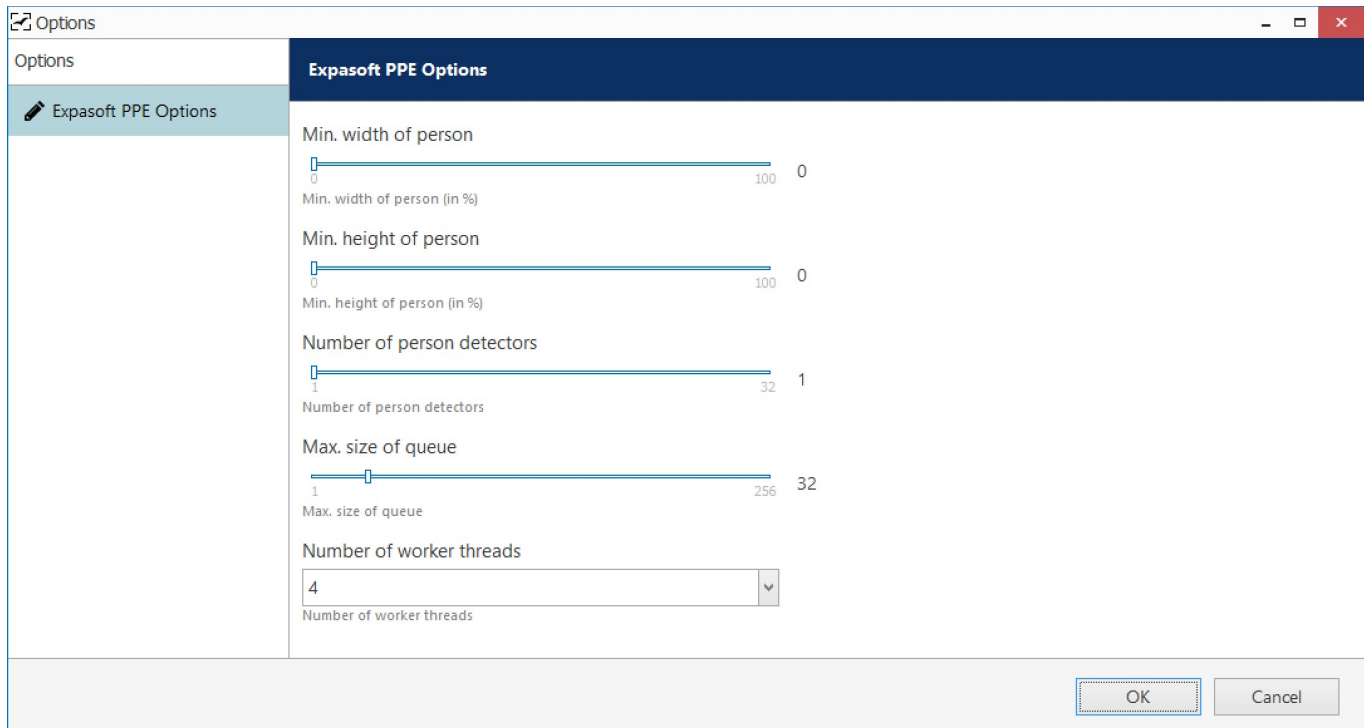 Options
Options
Expasoft PPE Options
Expasoft PPE Options
Min. width of person
0 100 0
Min. width of person (in %)
Min. height of person
0 100 0
Min. height of person (in %)
Number of person detectors
1 32 1
Number of person detectors
Max. size of queue
1 256 32
Max. size of queue
Number of worker threads
4
Number of worker threads
OK Cancel